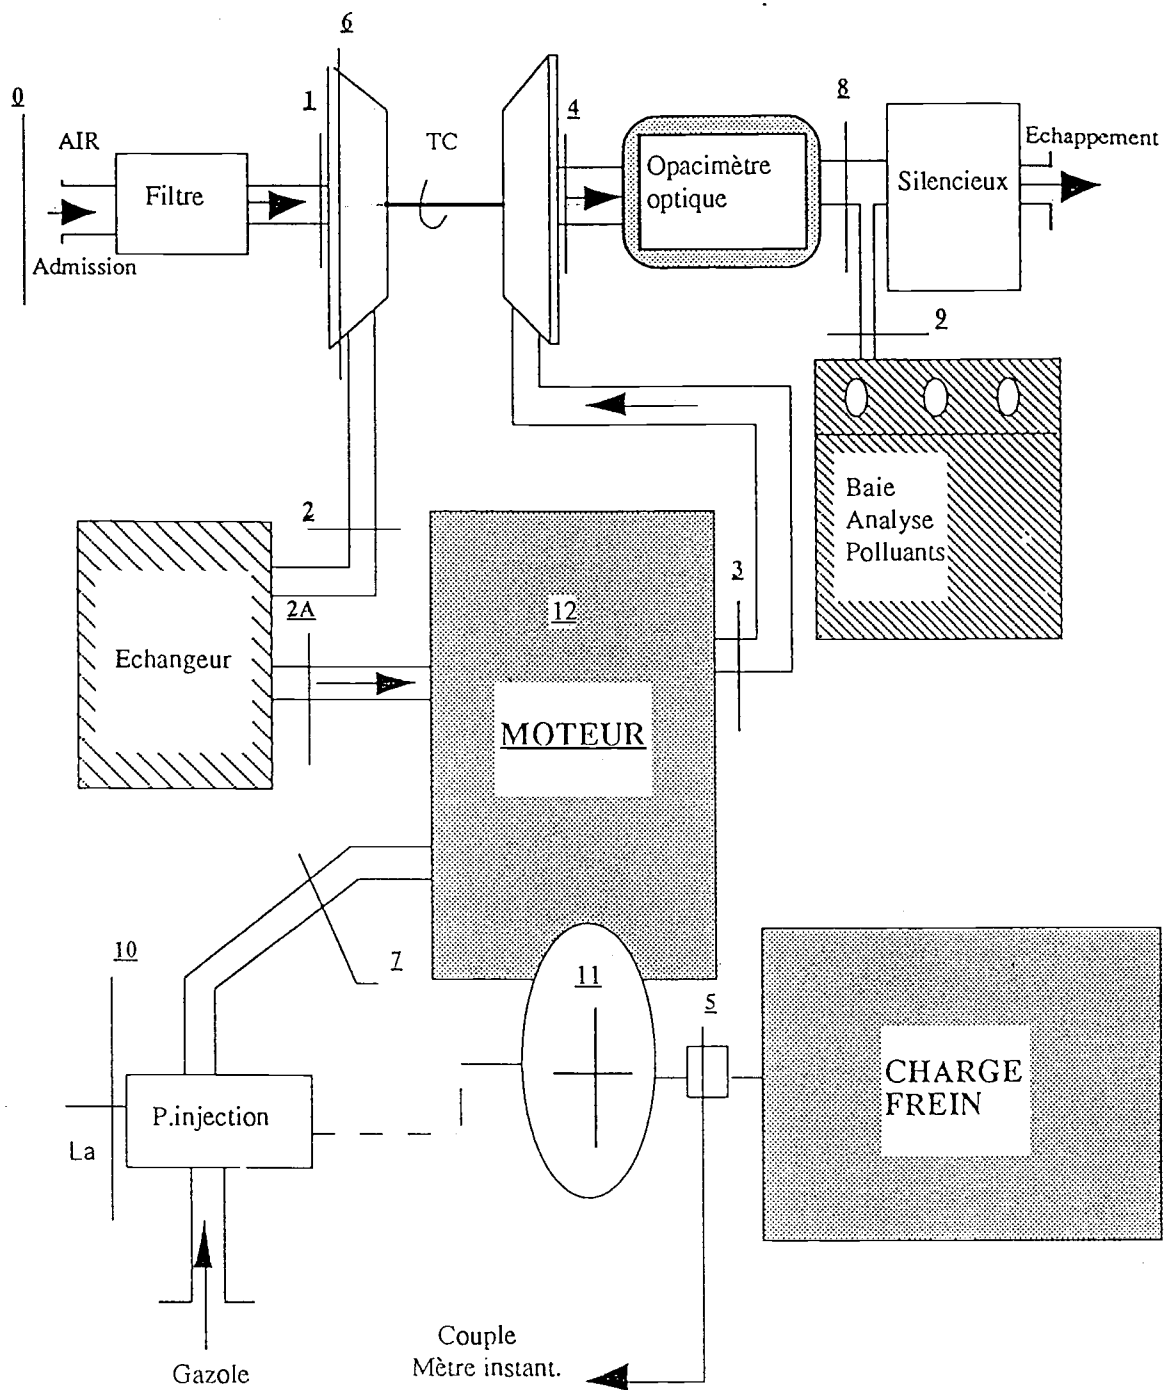 6
0
1
4
8
AIR
TC
Echappement
Filtre
Opacimètre
optique
Silencieux
Admission
9
Baie
Analyse
Polluants
2
3
2A
12
Echangeur
MOTEUR
10
7
11
5
CHARGE
FREIN
P.injection
La
Couple
Mètre instant.
Gazole